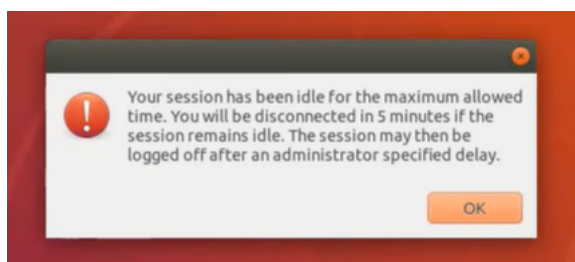 Your session has been idle for the maximum allowed
time. You will be disconnected in 5 minutes if the
session remains idle. The session may then be
logged off after an administrator specified delay.
OK